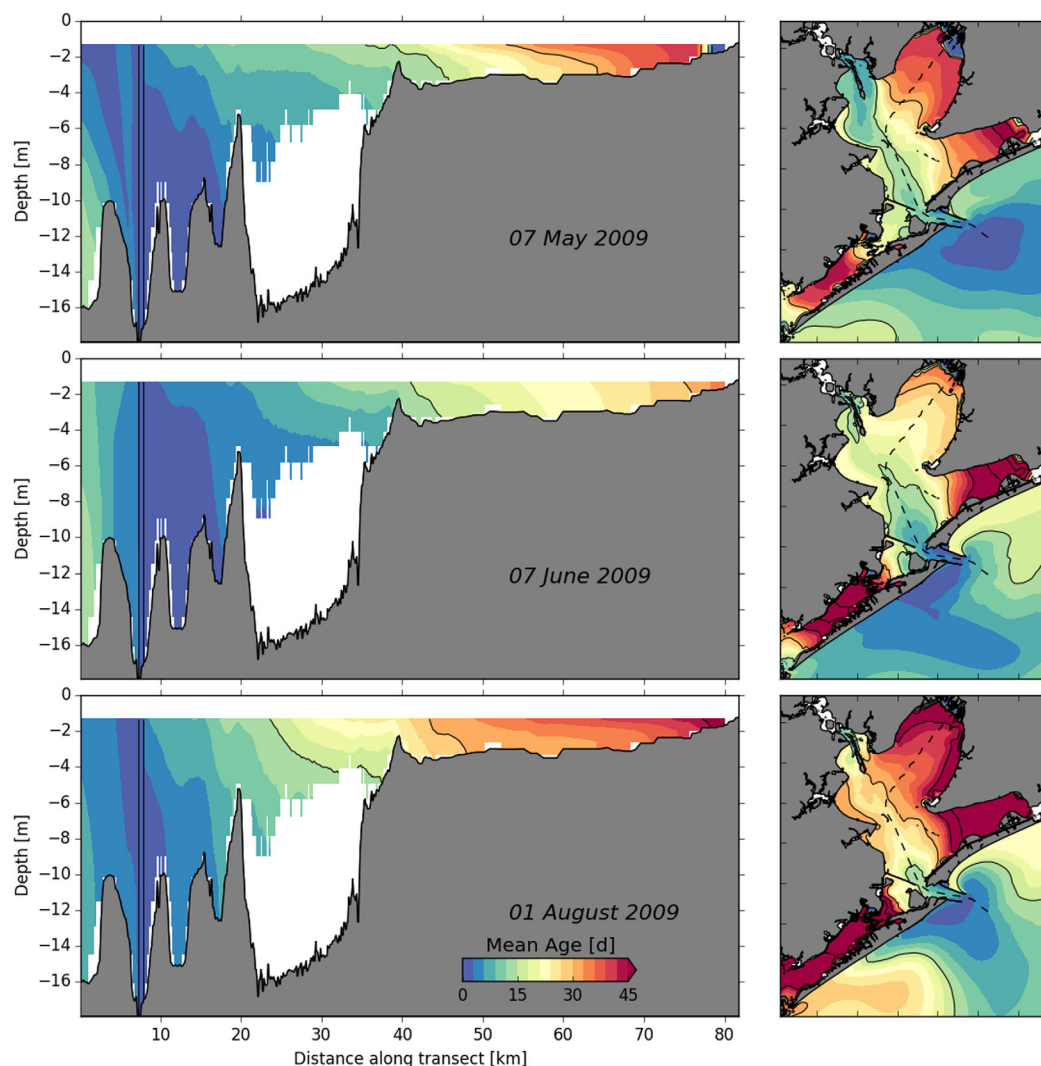 0
−2
−4
−6
−8
−10
−12
−14
−16
Depth [m]
07 May 2009
0
−2
−4
−6
−8
−10
−12
−14
−16
Depth [m]
07 June 2009
0
−2
−4
−6
−8
−10
−12
−14
−16
Depth [m]
01 August 2009
Mean Age [d]
0 15 30 45
10 20 30 40 50 60 70 80
Distance along transect [km]